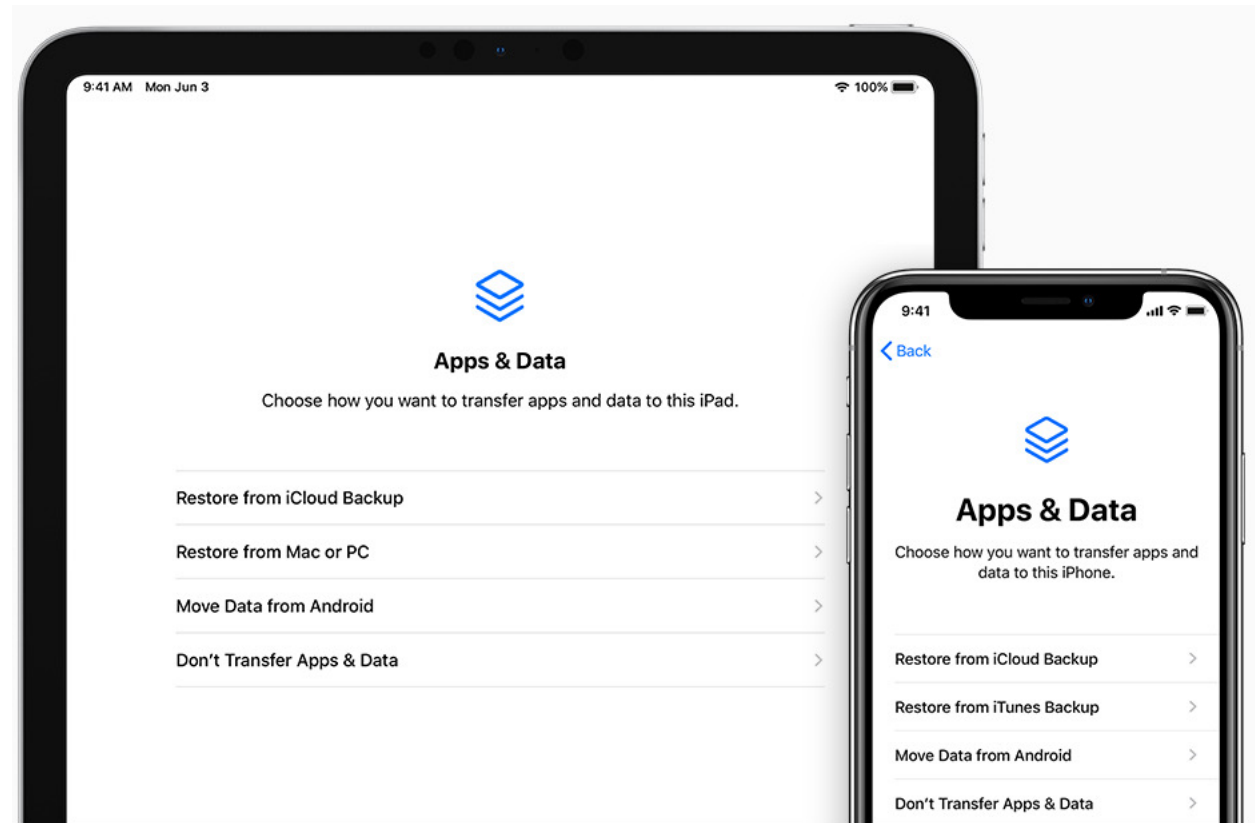 9:41 AM Mon Jun 3
100%
Apps & Data
Choose how you want to transfer apps and data to this iPad.
Restore from iCloud Backup
Restore from Mac or PC
Move Data from Android
Don't Transfer Apps & Data
9:41
Back
Apps & Data
Choose how you want to transfer apps and
data to this iPhone.
Restore from iCloud Backup
Restore from iTunes Backup
Move Data from Android
Don't Transfer Apps & Data